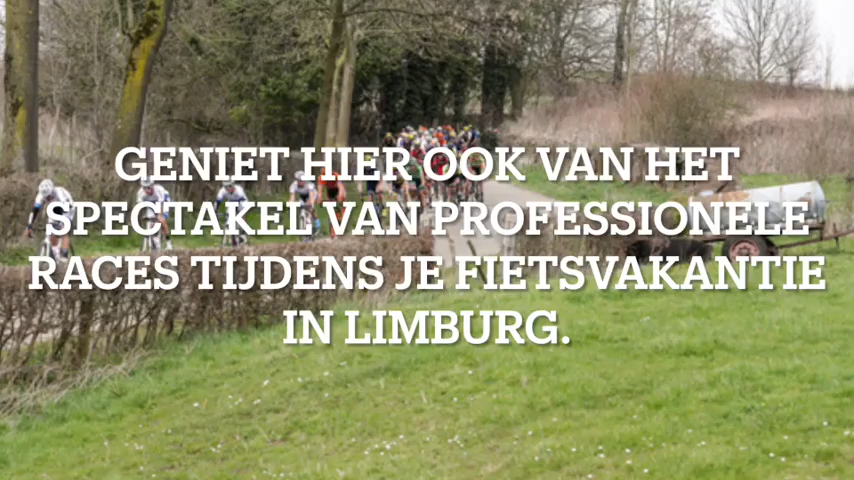 GENIET HIER OOK VAN HET
SPECTAKEL VAN PROFESSIONELE
RACES TIJDENS JE FIETSVAKANTIE
IN LIMBURG.